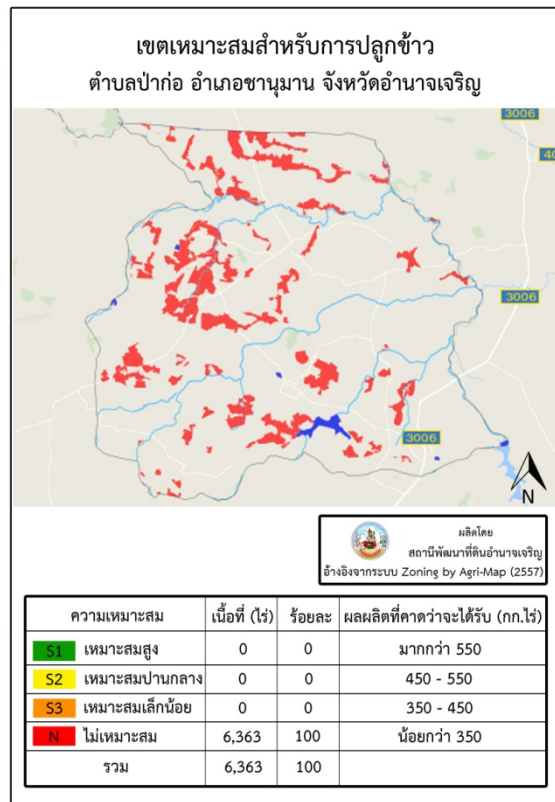 เขตเหมาะสมสำหรับการปลูกข้าว
ตำบลป่าก่อ อำเภอชานุมาน จังหวัดอำนาจเจริญ
3006
40
3006
3006
N
ผลิตโดย
สถานีพัฒนาที่ดินอำนาจเจริญ
อ้างอิงจากระบบ Zoning by Agri-Map (2557)
ความเหมาะสม เนื้อที่ (ไร่) ร้อยละ ผลผลิตที่คาดว่าจะได้รับ (กก.ไร่)
S1 เหมาะสมสูง 0 0 มากกว่า 550
S2 เหมาะสมปานกลาง 0 0 450 - 550
S3 เหมาะสมเล็กน้อย 0 0 350 - 450
N ไม่เหมาะสม 6,363 100 น้อยกว่า 350
รวม 6,363 100